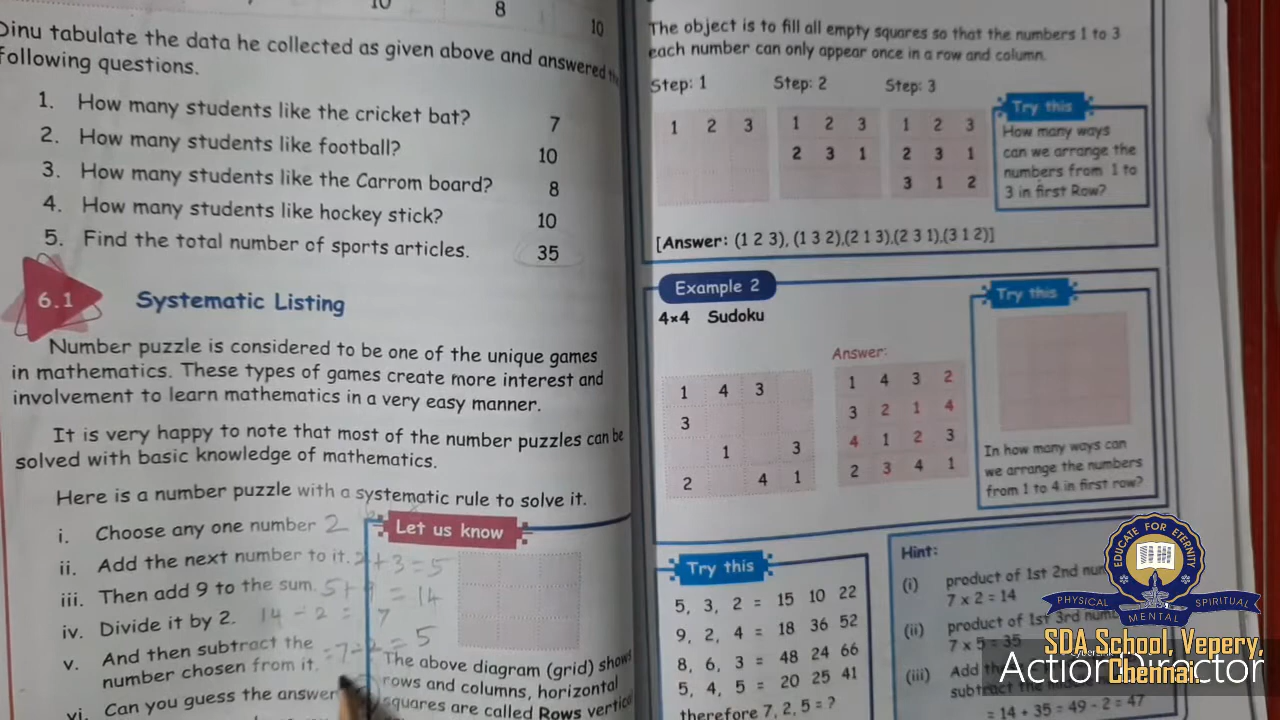 10 8 10
Dinu tabulate the data he collected as given above and answered the
following questions.
1. How many students like the cricket bat? 7
2. How many students like football? 10
3. How many students like the Carrom board? 8
4. How many students like hockey stick? 10
5. Find the total number of sports articles. 35
6.1 Systematic Listing
Number puzzle is considered to be one of the unique games
in mathematics. These types of games create more interest and
involvement to learn mathematics in a very easy manner.
It is very happy to note that most of the number puzzles can be
solved with basic knowledge of mathematics.
Here is a number puzzle with a systematic rule to solve it.
i. Choose any one number 2
ii. Add the next number to it. 2+3=5
iii. Then add 9 to the sum. 5+9=14
iv. Divide it by 2. 14÷2=7
v. And then subtract the
number chosen from it. =7-2=5
vi. Can you guess the answer
Let us know
The above diagram (grid) shows
rows and columns, horizontal
squares are called Rows
The object is to fill all empty squares so that the numbers 1 to 3
each number can only appear once in a row and column.
Step: 1 Step: 2 Step: 3
1 2 3
1 2 3
2 3 1
1 2 3
2 3 1
3 1 2
Try this
How many ways
can we arrange the
numbers from 1 to
3 in first Row?
[Answer: (1 2 3), (1 3 2),(2 1 3),(2 3 1),(3 1 2)]
Example 2
4×4 Sudoku
1 4 3
3
1 3
2 4 1
Answer:
1 4 3 2
3 2 1 4
4 1 2 3
2 3 4 1
Try this
In how many ways can
we arrange the numbers
from 1 to 4 in first row?
Try this
5, 3, 2 = 15 10 22
9, 2, 4 = 18 36 52
8, 6, 3 = 48 24 66
5, 4, 5 = 20 25 41
therefore 7, 2, 5 = ?
Hint:
(i) product of 1st 2nd
7 x 2 = 14
(ii) product of 1st 3rd
7 x 5 = 35
(iii) Add
subtract the
= 14 + 35 = 49 - 2 = 47
EDUCATE FOR ETERNITY
PHYSICAL MENTAL SPIRITUAL
SDA School, Vepery,
Chennai.
Action Director